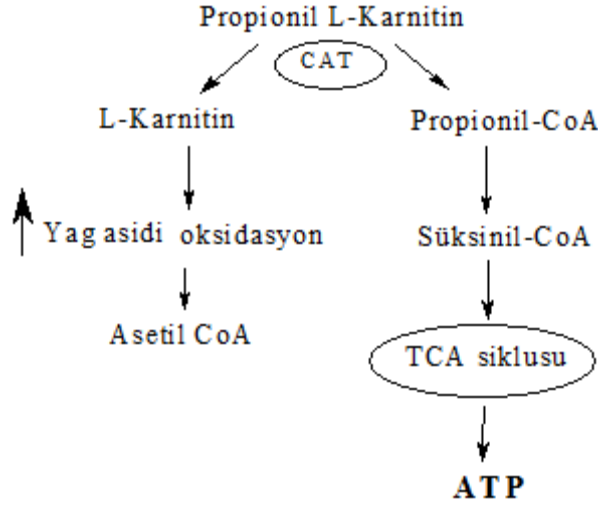 Propionil L-Karnitin
CAT
L-Karnitin
Propionil-CoA
Yag asidi oksidasyon
Süksinil-CoA
Asetil CoA
TCA siklusu
ATP